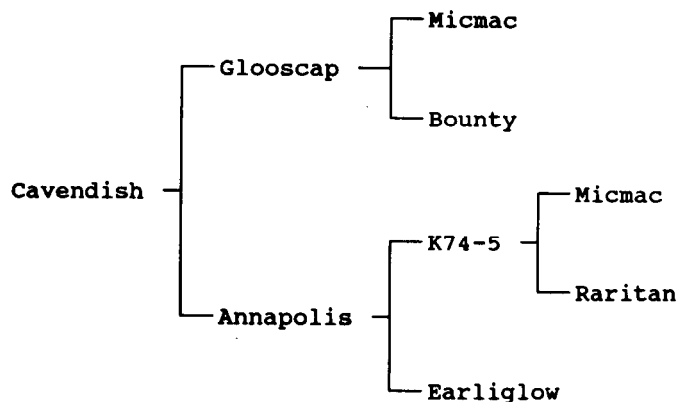 Micmac
Glooscap
Bounty
Cavendish
Micmac
K74-5
Raritan
Annapolis
Earliglow